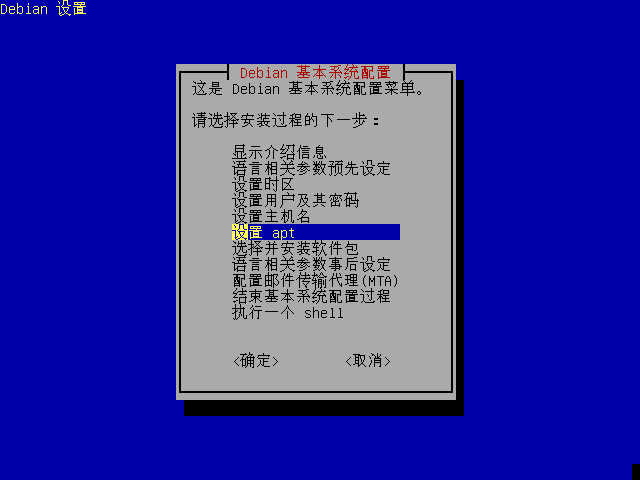 Debian 设置
Debian 基本系统配置
这是 Debian 基本系统配置菜单。
请选择安装过程的下一步：
显示介绍信息
语言相关参数预先设定
设置时区
设置用户及其密码
设置主机名
设置 apt
选择并安装软件包
语言相关参数事后设定
配置邮件传输代理(MTA)
结束基本系统配置过程
执行一个 shell
<确定> <取消>